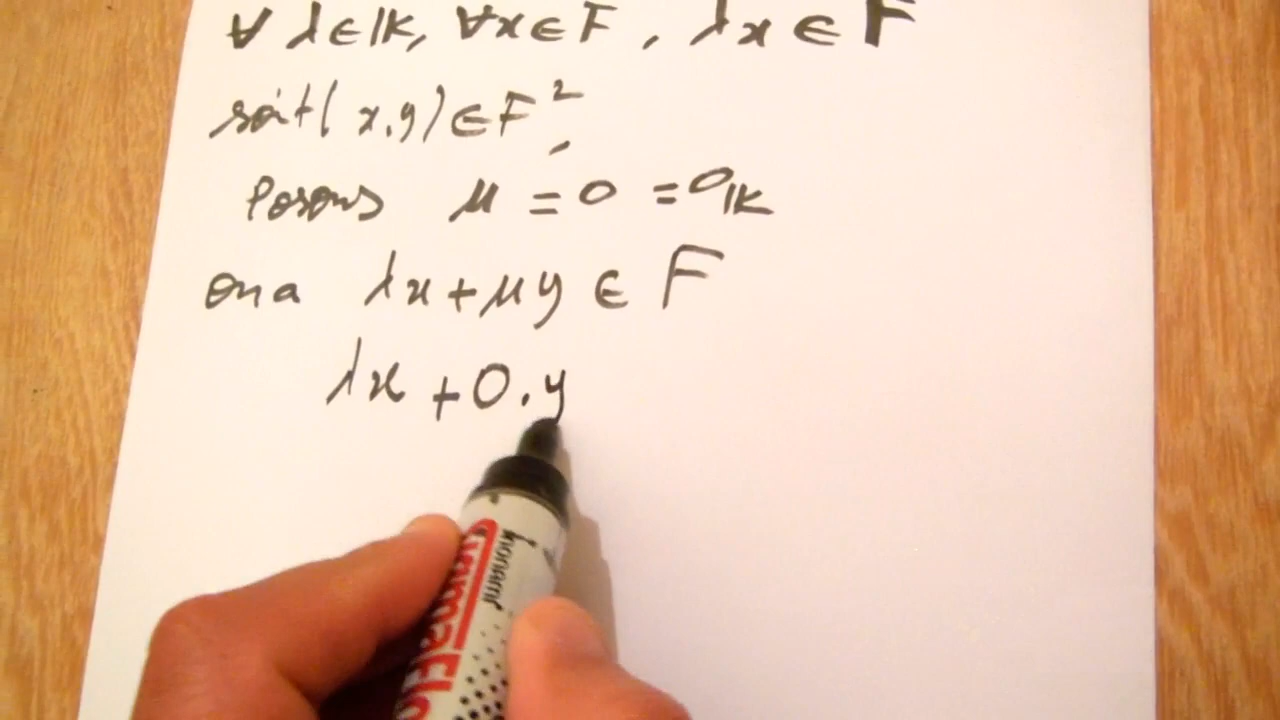 ∀ λ ∈ 𝕂, ∀x ∈ F, λx ∈ F
soit (x,y) ∈ F²,
Posons μ = 0 = 0𝕂
on a λx + μy ∈ F
λx + 0.y